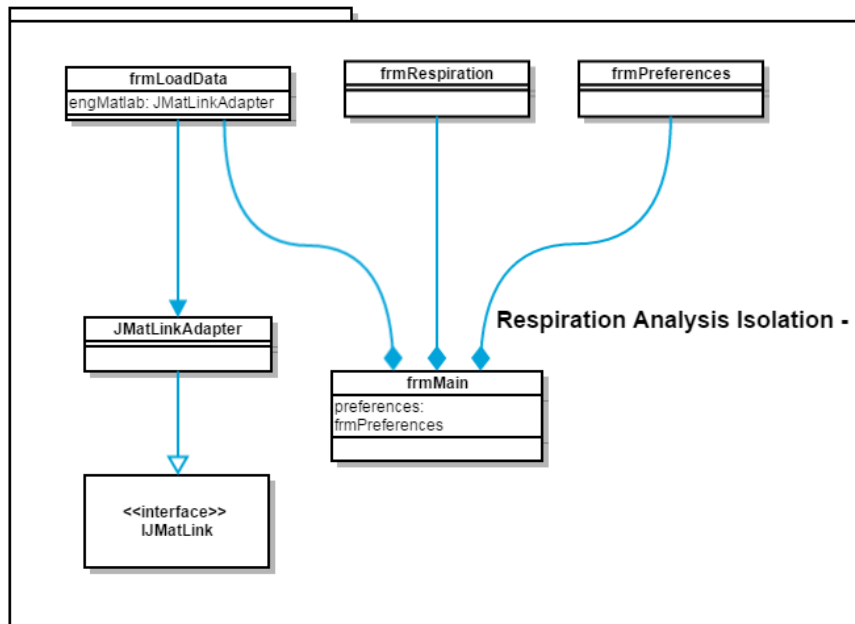 frmLoadData
engMatlab: JMatLinkAdapter
frmRespiration
frmPreferences
JMatLinkAdapter
Respiration Analysis Isolation -
frmMain
preferences:
frmPreferences
<<interface>>
IJMatLink